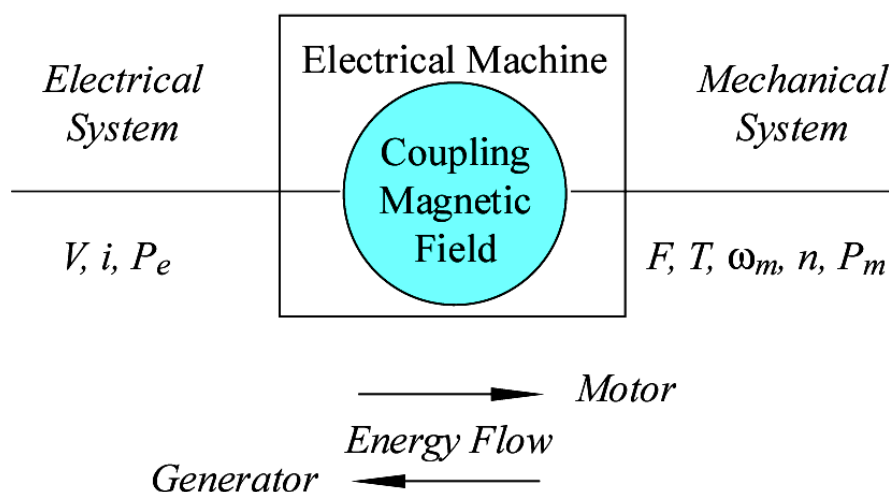 Electrical
System
Electrical Machine
Coupling
Magnetic
Field
Mechanical
System
V, i, Pₑ
F, T, ωₘ, n, Pₘ
Motor
Energy Flow
Generator